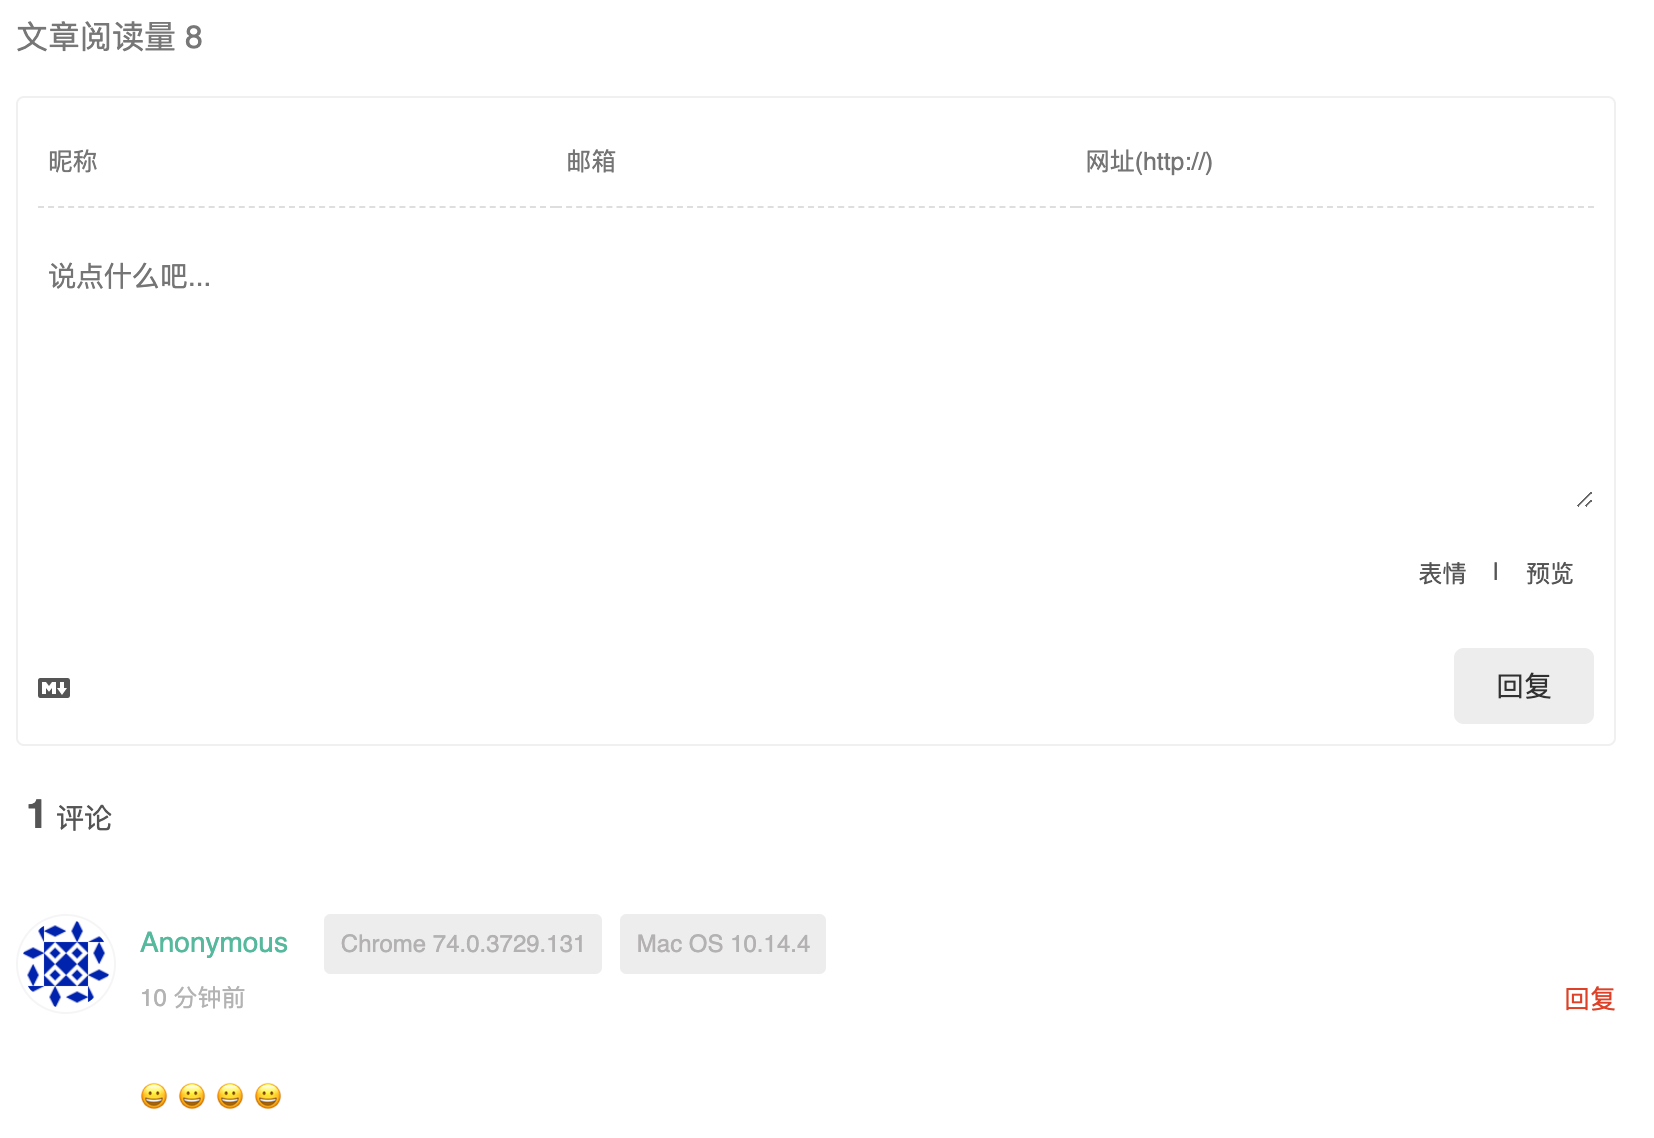 文章阅读量 8
昵称 邮箱 网址(http://)
说点什么吧...
表情 | 预览
M↓ 回复
1 评论
Anonymous Chrome 74.0.3729.131 Mac OS 10.14.4
10 分钟前 回复
😀 😀 😀 😀